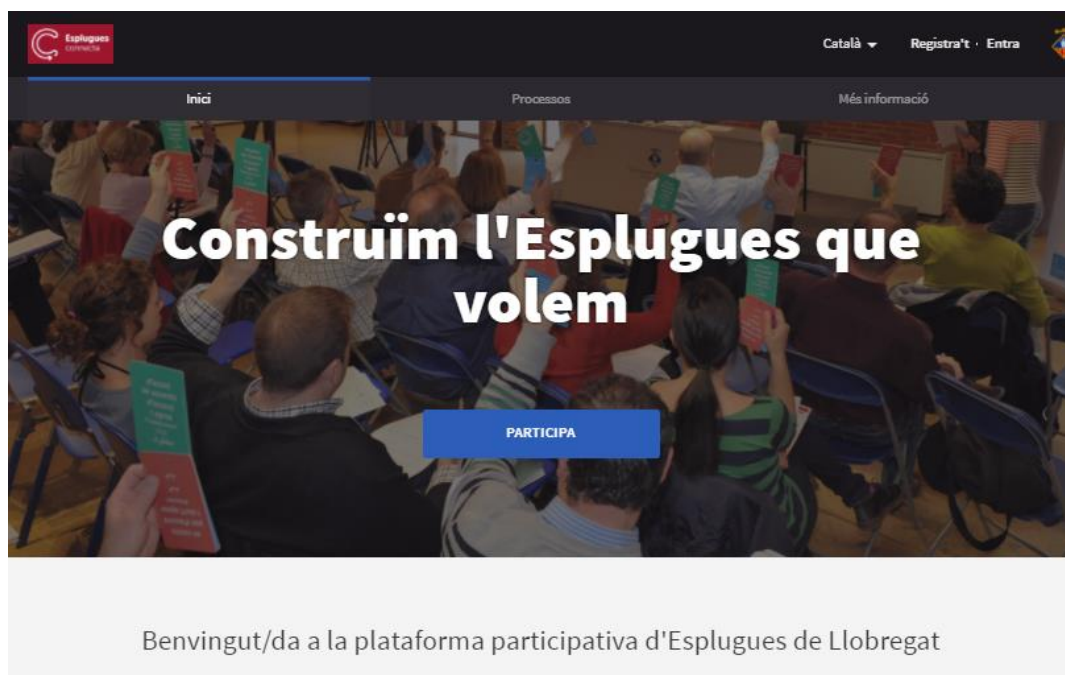 Esplugues
connecta
Català
Registra't · Entra
Inici
Processos
Més informació
Construïm l'Esplugues que
volem
PARTICIPA
Benvingut/da a la plataforma participativa d'Esplugues de Llobregat